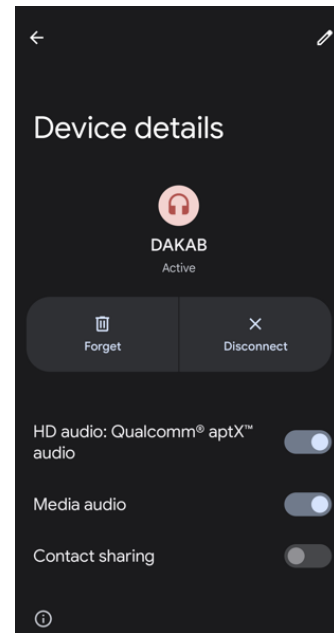 Device details
DAKAB
Active
Forget
Disconnect
HD audio: Qualcomm® aptX™
audio
Media audio
Contact sharing